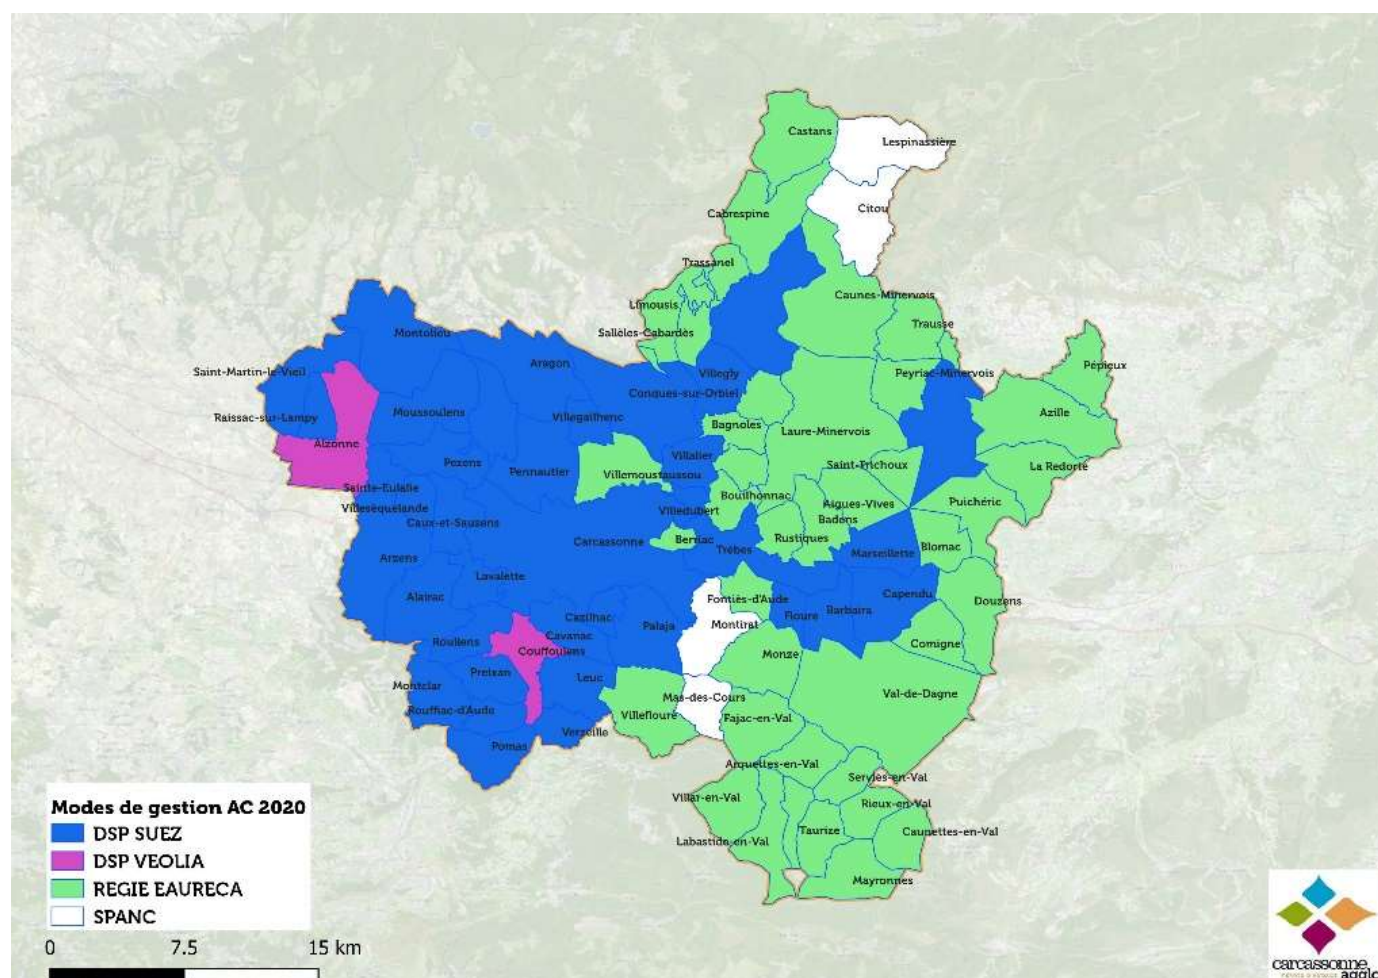 Castans
Lespinassière
Citou
Cabrespine
Trassanel
Caunes-Minervois
Limousis
Trausse
Sallèles-Cabardès
Montolieu
Aragon
Pépieux
Saint-Martin-le-Vieil
Villegly
Peyriac-Minervois
Conques-sur-Orbiel
Raissac-sur-Lampy
Moussoulens
Villegailhenc
Azille
Bagnoles
Laure-Minervois
Alzonne
Villalier
Pezens
Pennautier
Villemoustaussou
Saint-Frichoux
La Redorte
Sainte-Eulalie
Bouilhonnac
Puichéric
Villesèquelande
Villedubert
Aigues-Vives
Caux-et-Sauzens
Badens
Carcassonne
Berriac
Rustiques
Blomac
Trèbes
Marseillette
Arzens
Lavalette
Alairac
Fontiès-d'Aude
Capendu
Douzens
Barbaira
Floure
Cazilhac
Palaja
Montirat
Roullens
Cavanac
Couffoulens
Monze
Comigne
Preixan
Leuc
Montclar
Mas-des-Cours
Val-de-Dagne
Rouffiac-d'Aude
Villefloure
Fajac-en-Val
Verzeille
Pomas
Arquettes-en-Val
Serviès-en-Val
Villar-en-Val
Rieux-en-Val
Taurize
Caunettes-en-Val
Labastide-en-Val
Mayronnes
Modes de gestion AC 2020
DSP SUEZ
DSP VEOLIA
REGIE EAURECA
SPANC
0 7.5 15 km
carcassonne
agglo